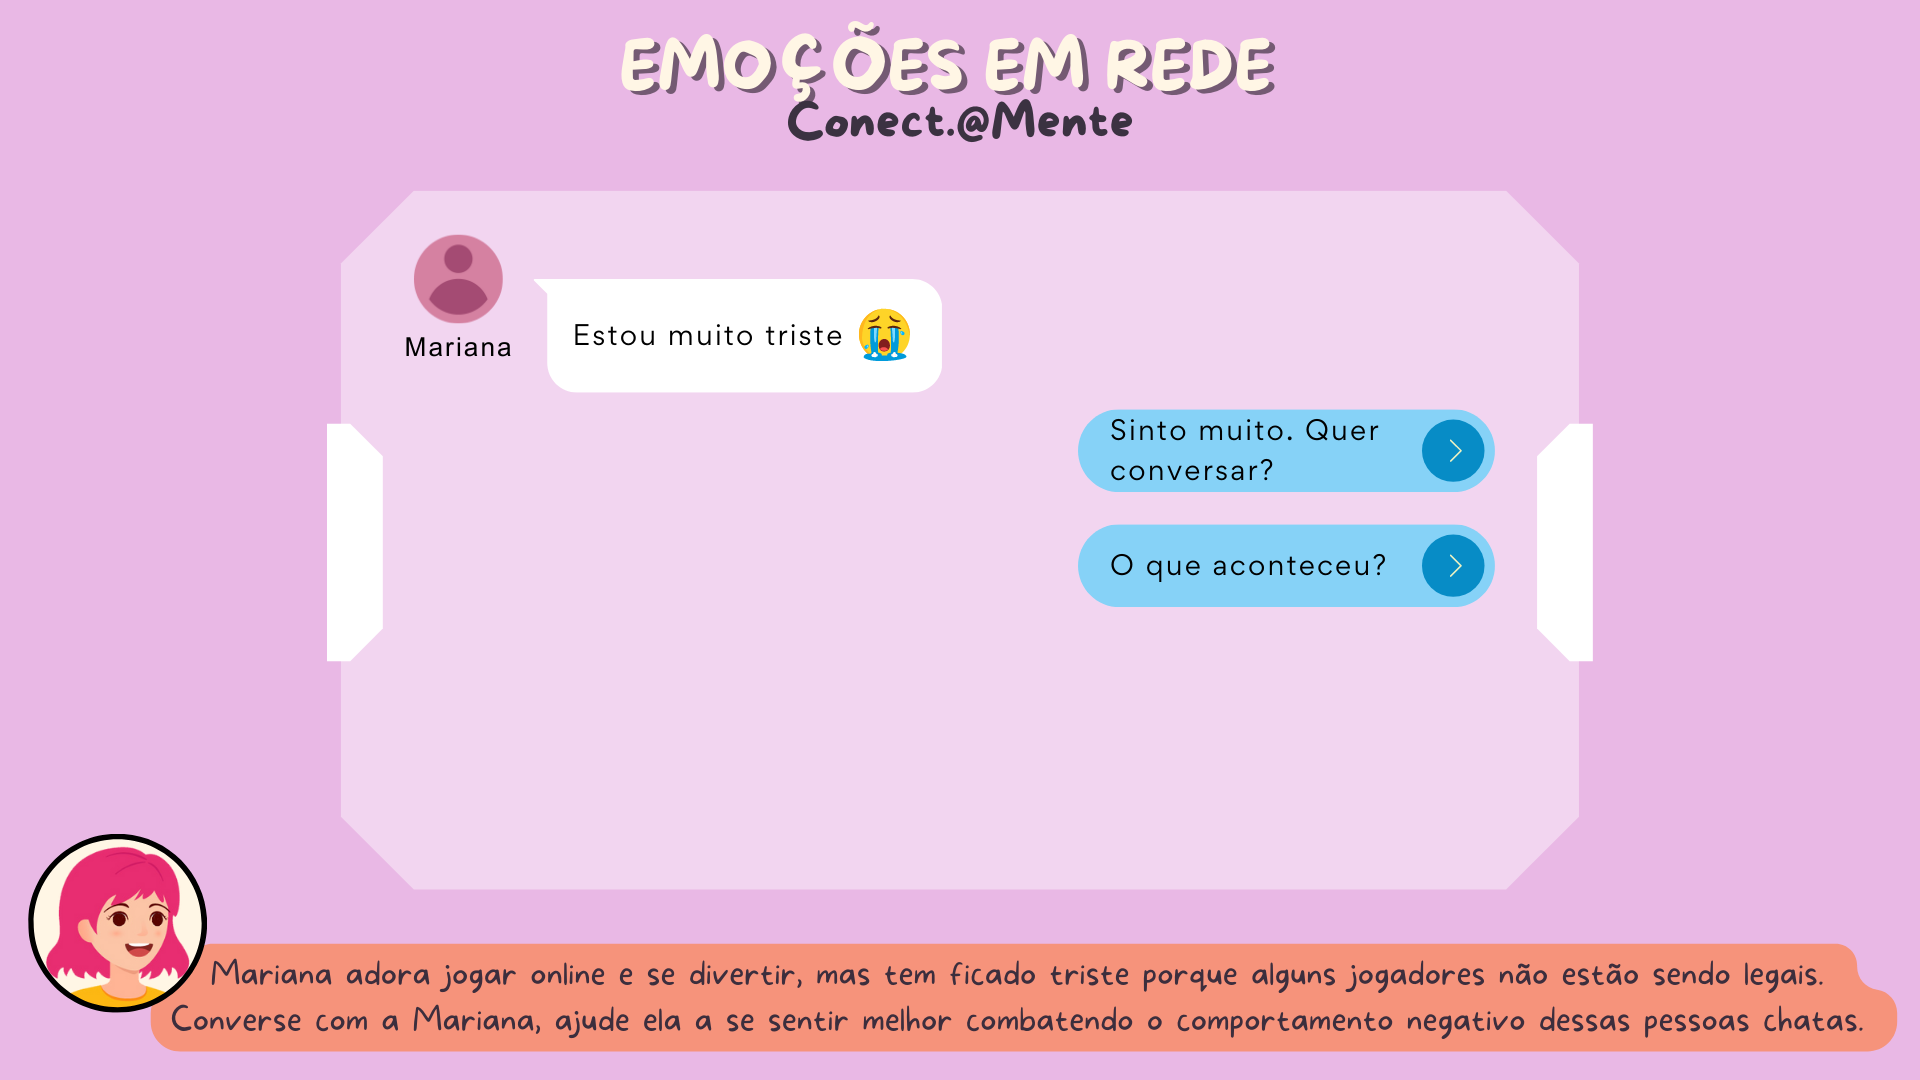 EMOÇÕES EM REDE
Conect.@Mente
Mariana
Estou muito triste
Sinto muito. Quer
conversar?
O que aconteceu?
Mariana adora jogar online e se divertir, mas tem ficado triste porque alguns jogadores não estão sendo legais.
Converse com a Mariana, ajude ela a se sentir melhor combatendo o comportamento negativo dessas pessoas chatas.